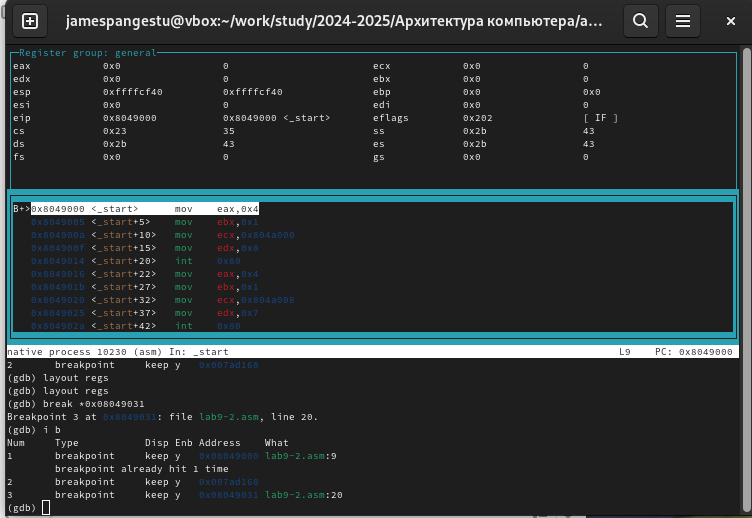 jamespangestu@vbox:~/work/study/2024-2025/Архитектура компьютера/a...
Register group: general
eax 0x0 0 ecx 0x0 0
edx 0x0 0 ebx 0x0 0
esp 0xffffcf40 0xffffcf40 ebp 0x0 0x0
esi 0x0 0 edi 0x0 0
eip 0x8049000 0x8049000 <_start> eflags 0x202 [ IF ]
cs 0x23 35 ss 0x2b 43
ds 0x2b 43 es 0x2b 43
fs 0x0 0 gs 0x0 0
B+>0x8049000 <_start> mov eax,0x4
0x8049005 <_start+5> mov ebx,0x1
0x804900a <_start+10> mov ecx,0x804a000
0x804900f <_start+15> mov edx,0x8
0x8049014 <_start+20> int 0x80
0x8049016 <_start+22> mov eax,0x4
0x804901b <_start+27> mov ebx,0x1
0x8049020 <_start+32> mov ecx,0x804a008
0x8049025 <_start+37> mov edx,0x7
0x804902a <_start+42> int 0x80
native process 10230 (asm) In: _start L9 PC: 0x8049000
2 breakpoint keep y 0x007ad160
(gdb) layout regs
(gdb) layout regs
(gdb) break *0x08049031
Breakpoint 3 at 0x8049031: file lab9-2.asm, line 20.
(gdb) i b
Num Type Disp Enb Address What
1 breakpoint keep y 0x08049000 lab9-2.asm:9
breakpoint already hit 1 time
2 breakpoint keep y 0x007ad160
3 breakpoint keep y 0x08049031 lab9-2.asm:20
(gdb)